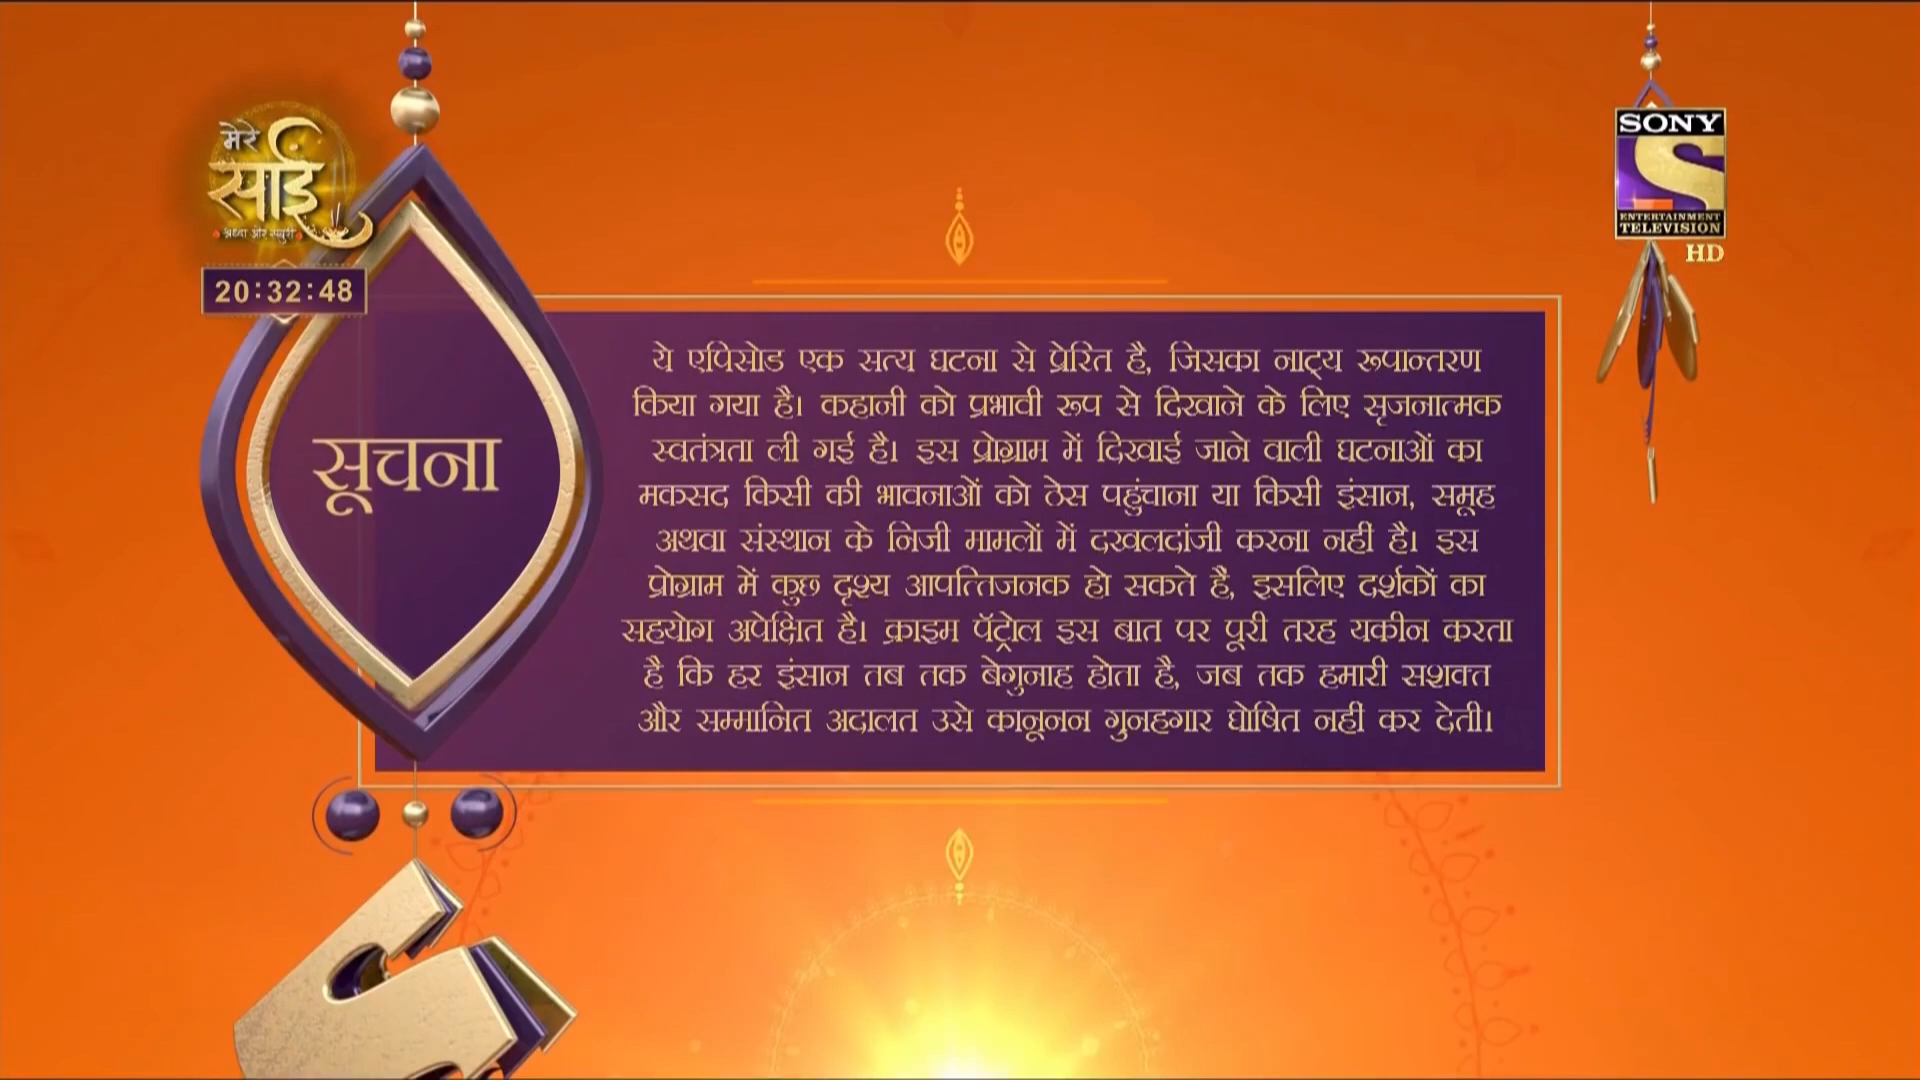 मेरे
साईं
श्रध्दा और सबुरी
20:32:48
SONY
ENTERTAINMENT
TELEVISION
HD
सूचना
ये एपिसोड एक सत्य घटना से प्रेरित है, जिसका नाट्य रूपान्तरण
किया गया है। कहानी को प्रभावी रूप से दिखाने के लिए सृजनात्मक
स्वतंत्रता ली गई है। इस प्रोग्राम में दिखाई जाने वाली घटनाओं का
मकसद किसी की भावनाओं को ठेस पहुंचाना या किसी इंसान, समूह
अथवा संस्थान के निजी मामलों में दखलदांजी करना नहीं है। इस
प्रोग्राम में कुछ दृश्य आपत्तिजनक हो सकते हैं, इसलिए दर्शकों का
सहयोग अपेक्षित है। क्राइम पॅट्रोल इस बात पर पूरी तरह यकीन करता
है कि हर इंसान तब तक बेगुनाह होता है, जब तक हमारी सशक्त
और सम्मानित अदालत उसे कानूनन गुनहगार घोषित नहीं कर देती।